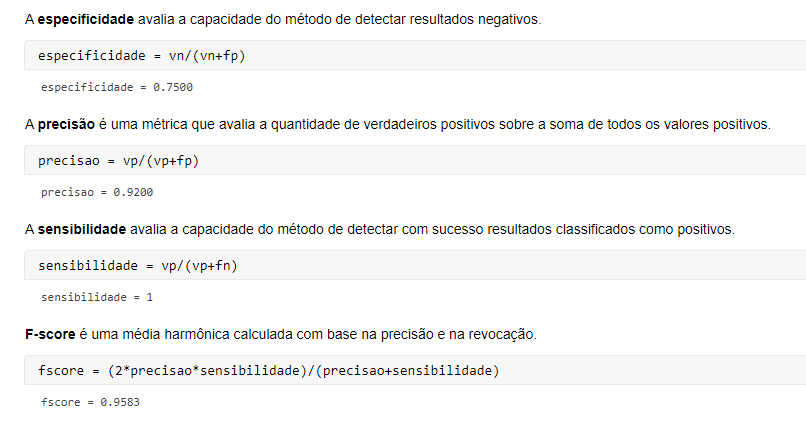 A especificidade avalia a capacidade do método de detectar resultados negativos.
especificidade = vn/(vn+fp)
especificidade = 0.7500
A precisão é uma métrica que avalia a quantidade de verdadeiros positivos sobre a soma de todos os valores positivos.
precisao = vp/(vp+fp)
precisao = 0.9200
A sensibilidade avalia a capacidade do método de detectar com sucesso resultados classificados como positivos.
sensibilidade = vp/(vp+fn)
sensibilidade = 1
F-score é uma média harmônica calculada com base na precisão e na revocação.
fscore = (2*precisao*sensibilidade)/(precisao+sensibilidade)
fscore = 0.9583